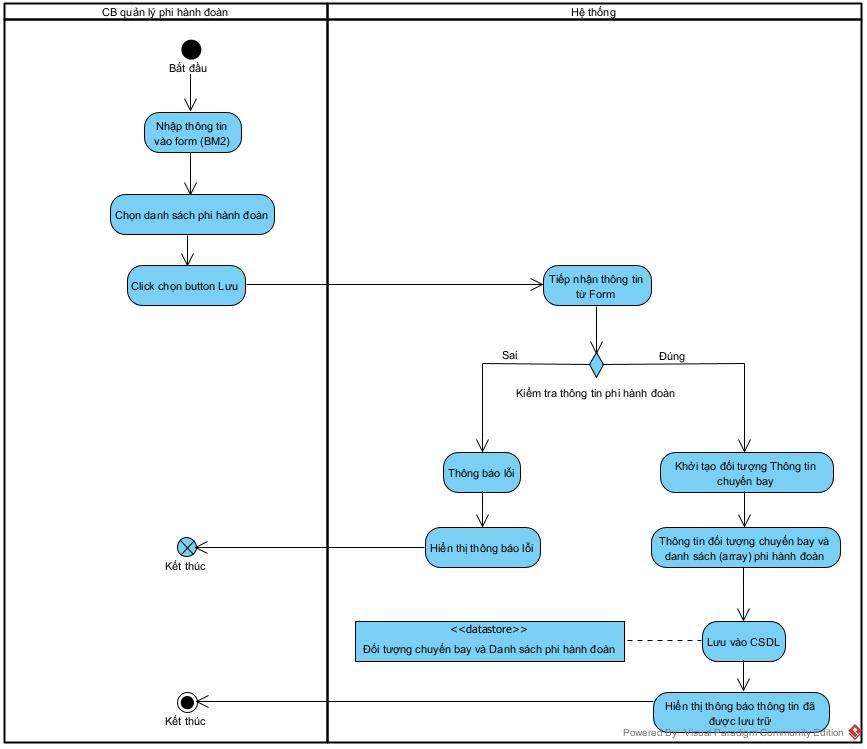 CB quản lý phi hành đoàn
Hệ thống
Bắt đầu
Nhập thông tin
vào form (BM2)
Chọn danh sách phi hành đoàn
Click chọn button Lưu
Tiếp nhận thông tin
từ Form
Sai
Đúng
Kiểm tra thông tin phi hành đoàn
Thông báo lỗi
Khởi tạo đối tượng Thông tin
chuyến bay
Hiển thị thông báo lỗi
Thông tin đối tượng chuyến bay và
danh sách (array) phi hành đoàn
Kết thúc
<<datastore>>
Đối tượng chuyến bay và Danh sách phi hành đoàn
Lưu vào CSDL
Hiển thị thông báo thông tin đã
được lưu trữ
Kết thúc
Powered By: Visual Paradigm Community Edition